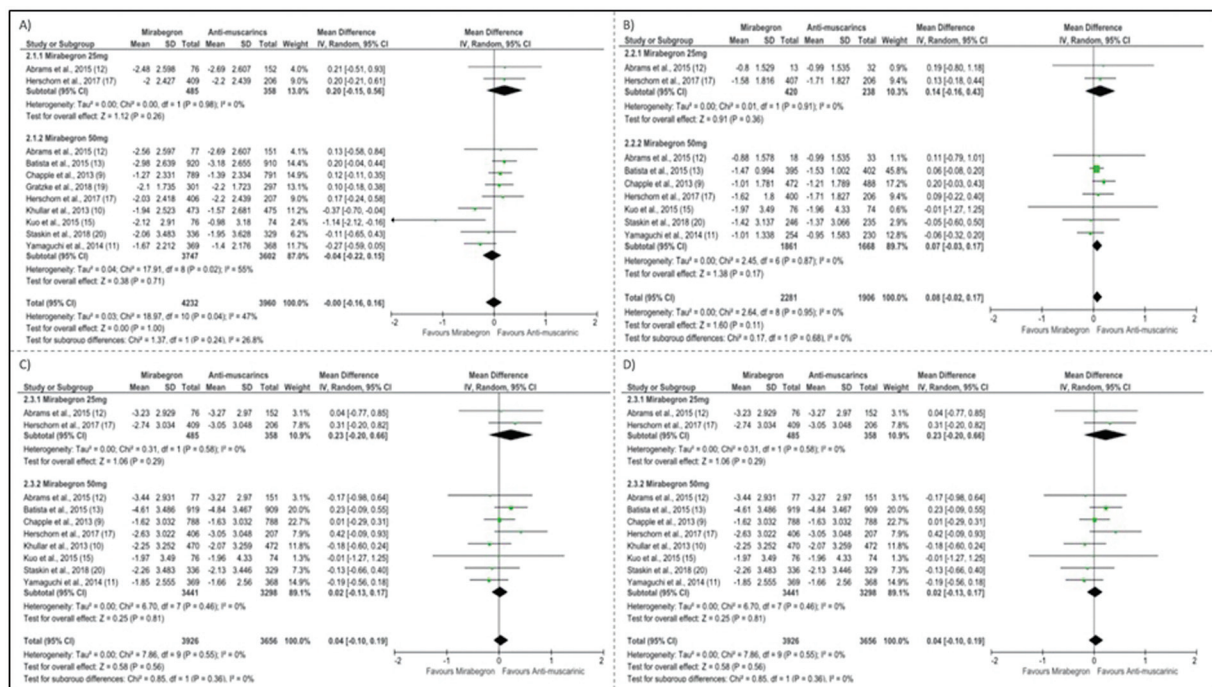 A)
Mirabegron Anti-muscarinics Mean Difference Mean Difference
Study or Subgroup Mean SD Total Mean SD Total Weight IV, Random, 95% CI IV, Random, 95% CI
2.1.1 Mirabegron 25mg
Abrams et al., 2015 (12) -2.48 2.598 76 -2.69 2.607 152 3.1% 0.21 [-0.51, 0.93]
Herschorn et al., 2017 (17) -2 2.427 409 -2.2 2.439 206 9.9% 0.20 [-0.21, 0.61]
Subtotal (95% CI) 485 358 13.0% 0.20 [-0.15, 0.56]
Heterogeneity: Tau² = 0.00; Chi² = 0.00, df = 1 (P = 0.98); I² = 0%
Test for overall effect: Z = 1.12 (P = 0.26)
2.1.2 Mirabegron 50mg
Abrams et al., 2015 (12) -2.56 2.597 77 -2.69 2.607 151 0.13 [-0.58, 0.84]
Batista et al., 2015 (13) -2.98 2.639 920 -3.18 2.655 910 0.20 [-0.04, 0.44]
Chapple et al., 2013 (9) -1.27 2.331 789 -1.39 2.334 791 0.12 [-0.11, 0.35]
Gratzke et al., 2018 (19) -2.1 1.735 301 -2.2 1.723 297 0.10 [-0.18, 0.38]
Herschorn et al., 2017 (17) -2.03 2.418 406 -2.2 2.439 207 0.17 [-0.24, 0.58]
Khullar et al., 2013 (10) -1.94 2.523 473 -1.57 2.681 475 -0.37 [-0.70, -0.04]
Kuo et al., 2015 (15) -2.12 2.91 76 -0.98 3.18 74 -1.14 [-2.12, -0.16]
Staskin et al., 2018 (20) -2.06 3.483 336 -1.95 3.628 329 -0.11 [-0.65, 0.43]
Yamaguchi et al., 2014 (11) -1.67 2.212 369 -1.4 2.176 368 -0.27 [-0.59, 0.05]
Subtotal (95% CI) 3747 3602 87.0% -0.04 [-0.22, 0.15]
Heterogeneity: Tau² = 0.04; Chi² = 17.91, df = 8 (P = 0.02); I² = 55%
Test for overall effect: Z = 0.38 (P = 0.71)
Total (95% CI) 4232 3960 100.0% -0.00 [-0.16, 0.16]
Heterogeneity: Tau² = 0.03; Chi² = 18.97, df = 10 (P = 0.04); I² = 47%
Test for overall effect: Z = 0.00 (P = 1.00)
Test for subgroup differences: Chi² = 1.37, df = 1 (P = 0.24), I² = 26.8%
-2 -1 0 1 2
Favours Mirabegron Favours Anti-muscarinic
B)
Mirabegron Anti-muscarinics Mean Difference Mean Difference
Study or Subgroup Mean SD Total Mean SD Total Weight IV, Random, 95% CI IV, Random, 95% CI
2.2.1 Mirabegron 25mg
Abrams et al., 2015 (12) -0.8 1.529 13 -0.99 1.535 32 0.9% 0.19 [-0.80, 1.18]
Herschorn et al., 2017 (17) -1.58 1.816 407 -1.71 1.827 206 9.4% 0.13 [-0.18, 0.44]
Subtotal (95% CI) 420 238 10.3% 0.14 [-0.16, 0.43]
Heterogeneity: Tau² = 0.00; Chi² = 0.01, df = 1 (P = 0.91); I² = 0%
Test for overall effect: Z = 0.91 (P = 0.36)
2.2.2 Mirabegron 50mg
Abrams et al., 2015 (12) -0.88 1.578 18 -0.99 1.535 33 1.1% 0.11 [-0.79, 1.01]
Batista et al., 2015 (13) -1.47 0.994 395 -1.53 1.002 402 45.8% 0.06 [-0.08, 0.20]
Chapple et al., 2013 (9) -1.01 1.781 472 -1.21 1.789 488 0.20 [-0.03, 0.43]
Herschorn et al., 2017 (17) -1.62 1.8 400 -1.71 1.827 206 0.09 [-0.22, 0.40]
Kuo et al., 2015 (15) -1.97 3.49 76 -1.96 4.33 74 -0.01 [-1.27, 1.25]
Staskin et al., 2018 (20) -1.42 3.137 246 -1.37 3.066 235 -0.05 [-0.60, 0.50]
Yamaguchi et al., 2014 (11) -1.01 1.338 254 -0.95 1.583 230 -0.06 [-0.32, 0.20]
Subtotal (95% CI) 1861 1668 89.7% 0.07 [-0.03, 0.17]
Heterogeneity: Tau² = 0.00; Chi² = 2.45, df = 6 (P = 0.87); I² = 0%
Test for overall effect: Z = 1.38 (P = 0.17)
Total (95% CI) 2281 1906 100.0% 0.08 [-0.02, 0.17]
Heterogeneity: Tau² = 0.00; Chi² = 2.64, df = 8 (P = 0.95); I² = 0%
Test for overall effect: Z = 1.60 (P = 0.11)
Test for subgroup differences: Chi² = 0.17, df = 1 (P = 0.68), I² = 0%
-2 -1 0 1 2
Favours Mirabegron Favours Anti-muscarinic
C)
Mirabegron Anti-muscarinics Mean Difference Mean Difference
Study or Subgroup Mean SD Total Mean SD Total Weight IV, Random, 95% CI IV, Random, 95% CI
2.3.1 Mirabegron 25mg
Abrams et al., 2015 (12) -3.23 2.929 76 -3.27 2.97 152 3.1% 0.04 [-0.77, 0.85]
Herschorn et al., 2017 (17) -2.74 3.034 409 -3.05 3.048 206 7.8% 0.31 [-0.20, 0.82]
Subtotal (95% CI) 485 358 10.9% 0.23 [-0.20, 0.66]
Heterogeneity: Tau² = 0.00; Chi² = 0.31, df = 1 (P = 0.58); I² = 0%
Test for overall effect: Z = 1.06 (P = 0.29)
2.3.2 Mirabegron 50mg
Abrams et al., 2015 (12) -3.44 2.931 77 -3.27 2.97 151 3.1% -0.17 [-0.98, 0.64]
Batista et al., 2015 (13) -4.61 3.486 919 -4.84 3.467 909 20.0% 0.23 [-0.09, 0.55]
Chapple et al., 2013 (9) -1.62 3.032 788 -1.63 3.032 788 22.7% 0.01 [-0.29, 0.31]
Herschorn et al., 2017 (17) -2.63 3.022 406 -3.05 3.048 207 7.9% 0.42 [-0.09, 0.93]
Khullar et al., 2013 (10) -2.25 3.252 470 -2.07 3.259 472 -0.18 [-0.60, 0.24]
Kuo et al., 2015 (15) -1.97 3.49 76 -1.96 4.33 74 -0.01 [-1.27, 1.25]
Staskin et al., 2018 (20) -2.26 3.483 336 -2.13 3.446 329 -0.13 [-0.66, 0.40]
Yamaguchi et al., 2014 (11) -1.85 2.555 369 -1.66 2.56 368 -0.19 [-0.56, 0.18]
Subtotal (95% CI) 3441 3298 89.1% 0.02 [-0.13, 0.17]
Heterogeneity: Tau² = 0.00; Chi² = 6.70, df = 7 (P = 0.46); I² = 0%
Test for overall effect: Z = 0.25 (P = 0.81)
Total (95% CI) 3926 3656 100.0% 0.04 [-0.10, 0.19]
Heterogeneity: Tau² = 0.00; Chi² = 7.86, df = 9 (P = 0.55); I² = 0%
Test for overall effect: Z = 0.58 (P = 0.56)
Test for subgroup differences: Chi² = 0.85, df = 1 (P = 0.36), I² = 0%
-2 -1 0 1 2
Favours Mirabegron Favours Anti-muscarinic
D)
Mirabegron Anti-muscarinics Mean Difference Mean Difference
Study or Subgroup Mean SD Total Mean SD Total Weight IV, Random, 95% CI IV, Random, 95% CI
2.3.1 Mirabegron 25mg
Abrams et al., 2015 (12) -3.23 2.929 76 -3.27 2.97 152 3.1% 0.04 [-0.77, 0.85]
Herschorn et al., 2017 (17) -2.74 3.034 409 -3.05 3.048 206 7.8% 0.31 [-0.20, 0.82]
Subtotal (95% CI) 485 358 10.9% 0.23 [-0.20, 0.66]
Heterogeneity: Tau² = 0.00; Chi² = 0.31, df = 1 (P = 0.58); I² = 0%
Test for overall effect: Z = 1.06 (P = 0.29)
2.3.2 Mirabegron 50mg
Abrams et al., 2015 (12) -3.44 2.931 77 -3.27 2.97 151 3.1% -0.17 [-0.98, 0.64]
Batista et al., 2015 (13) -4.61 3.486 919 -4.84 3.467 909 20.0% 0.23 [-0.09, 0.55]
Chapple et al., 2013 (9) -1.62 3.032 788 -1.63 3.032 788 22.7% 0.01 [-0.29, 0.31]
Herschorn et al., 2017 (17) -2.63 3.022 406 -3.05 3.048 207 7.9% 0.42 [-0.09, 0.93]
Khullar et al., 2013 (10) -2.25 3.252 470 -2.07 3.259 472 -0.18 [-0.60, 0.24]
Kuo et al., 2015 (15) -1.97 3.49 76 -1.96 4.33 74 -0.01 [-1.27, 1.25]
Staskin et al., 2018 (20) -2.26 3.483 336 -2.13 3.446 329 -0.13 [-0.66, 0.40]
Yamaguchi et al., 2014 (11) -1.85 2.555 369 -1.66 2.56 368 -0.19 [-0.56, 0.18]
Subtotal (95% CI) 3441 3298 89.1% 0.02 [-0.13, 0.17]
Heterogeneity: Tau² = 0.00; Chi² = 6.70, df = 7 (P = 0.46); I² = 0%
Test for overall effect: Z = 0.25 (P = 0.81)
Total (95% CI) 3926 3656 100.0% 0.04 [-0.10, 0.19]
Heterogeneity: Tau² = 0.00; Chi² = 7.86, df = 9 (P = 0.55); I² = 0%
Test for overall effect: Z = 0.58 (P = 0.56)
Test for subgroup differences: Chi² = 0.85, df = 1 (P = 0.36), I² = 0%
-2 -1 0 1 2
Favours Mirabegron Favours Anti-muscarinic